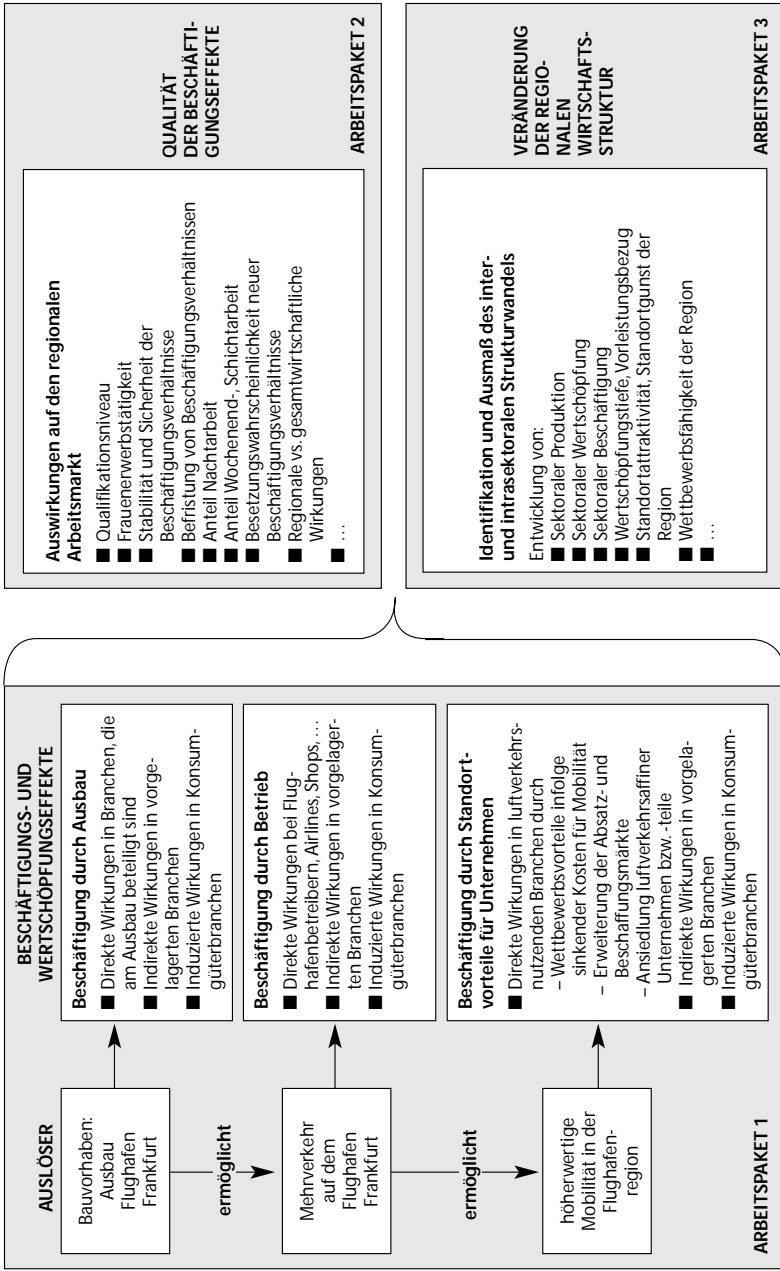 AUSLÖSER
BESCHÄFTIGUNGS- UND
WERTSCHÖPFUNGSEFFEKTE
Bauvorhaben:
Ausbau
Flughafen
Frankfurt
Beschäftigung durch Ausbau
■ Direkte Wirkungen in Branchen, die
am Ausbau beteiligt sind
■ Indirekte Wirkungen in vorge-
lagerten Branchen
■ Induzierte Wirkungen in Konsum-
güterbranchen
ermöglicht
Mehrverkehr
auf dem
Flughafen
Frankfurt
Beschäftigung durch Betrieb
■ Direkte Wirkungen bei Flug-
hafenbetreibern, Airlines, Shops, …
■ Indirekte Wirkungen in vorgelager-
ten Branchen
■ Induzierte Wirkungen in Konsum-
güterbranchen
ermöglicht
höherwertige
Mobilität in der
Flughafen-
region
Beschäftigung durch Standort-
vorteile für Unternehmen
■ Direkte Wirkungen in luftverkehrs-
nutzenden Branchen durch
– Wettbewerbsvorteile infolge
sinkender Kosten für Mobilität
– Erweiterung der Absatz- und
Beschaffungsmärkte
– Ansiedlung luftverkehrsaffiner
Unternehmen bzw. -teile
■ Indirekte Wirkungen in vorgela-
gerten Branchen
■ Induzierte Wirkungen in Konsum-
güterbranchen
ARBEITSPAKET 1
Auswirkungen auf den regionalen
Arbeitsmarkt
■ Qualifikationsniveau
■ Frauenerwerbstätigkeit
■ Stabilität und Sicherheit der
Beschäftigungsverhältnisse
■ Befristung von Beschäftigungsverhältnissen
■ Anteil Nachtarbeit
■ Anteil Wochenend-, Schichtarbeit
■ Besetzungswahrscheinlichkeit neuer
Beschäftigungsverhältnisse
■ Regionale vs. gesamtwirtschaftliche
Wirkungen
■ …
QUALITÄT
DER BESCHÄFTI-
GUNGSEFFEKTE
ARBEITSPAKET 2
Identifikation und Ausmaß des inter-
und intrasektoralen Strukturwandels
Entwicklung von:
■ Sektoraler Produktion
■ Sektoraler Wertschöpfung
■ Sektoraler Beschäftigung
■ Wertschöpfungstiefe, Vorleistungsbezug
■ Standortattraktivität, Standortgunst der
Region
■ Wettbewerbsfähigkeit der Region
■ …
VERÄNDERUNG
DER REGIO-
NALEN
WIRTSCHAFTS-
STRUKTUR
ARBEITSPAKET 3